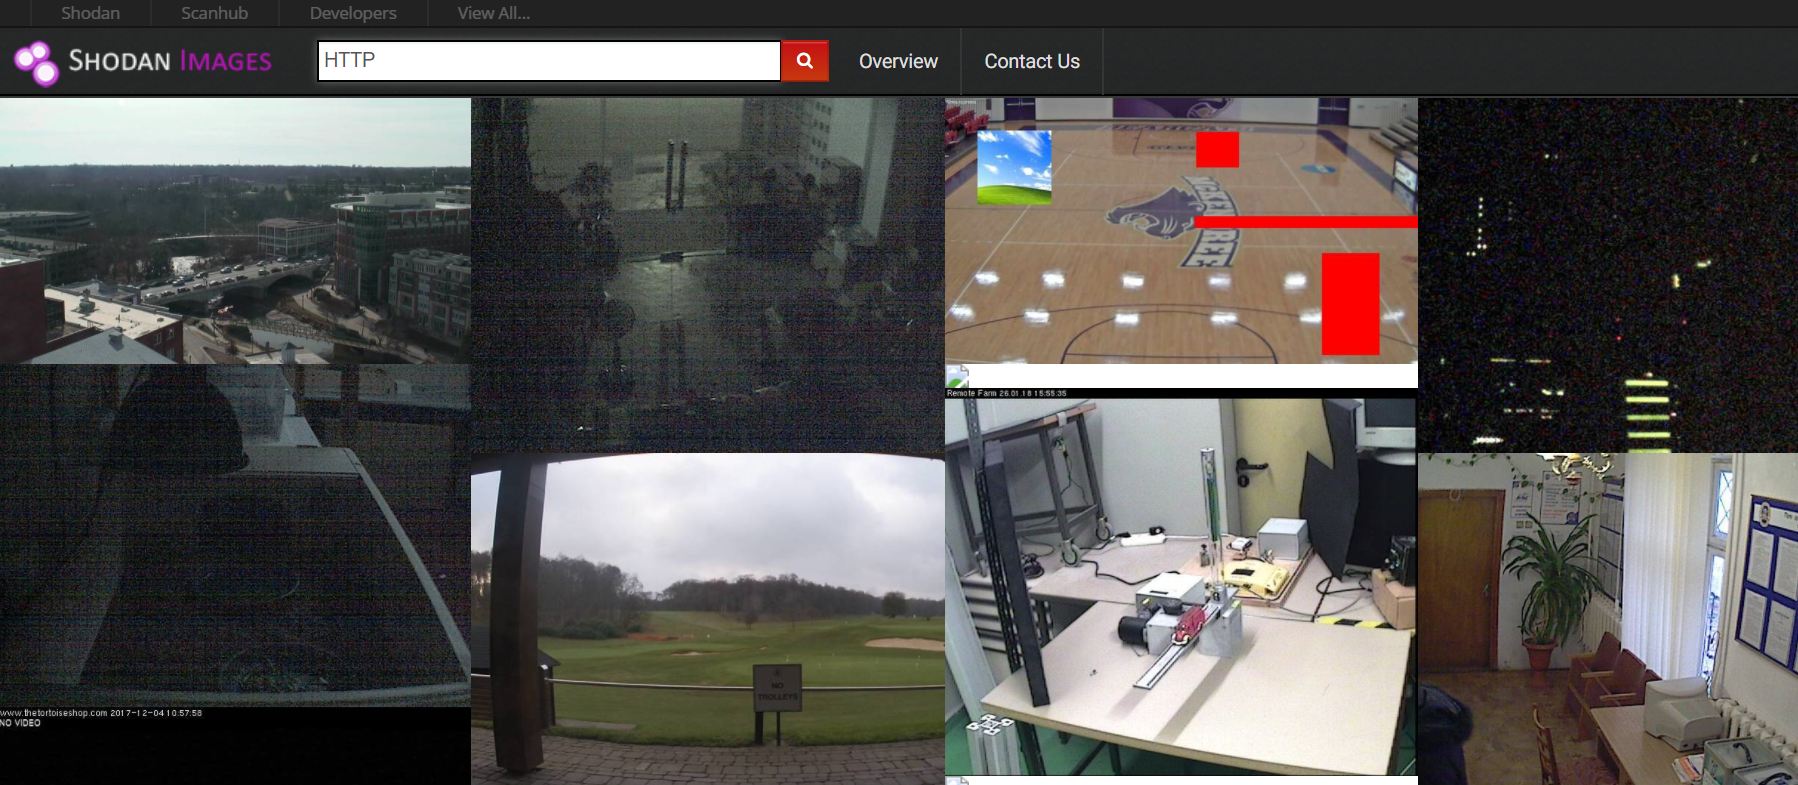 Shodan
Scanhub
Developers
View All...
SHODAN IMAGES
HTTP
Overview
Contact Us
MCKENDREE
Remote Farm 26.01.18 15:55:35
www.thetortoiseshop.com 2017-12-04 10:57:58
NO VIDEO
NO
TROLLEYS